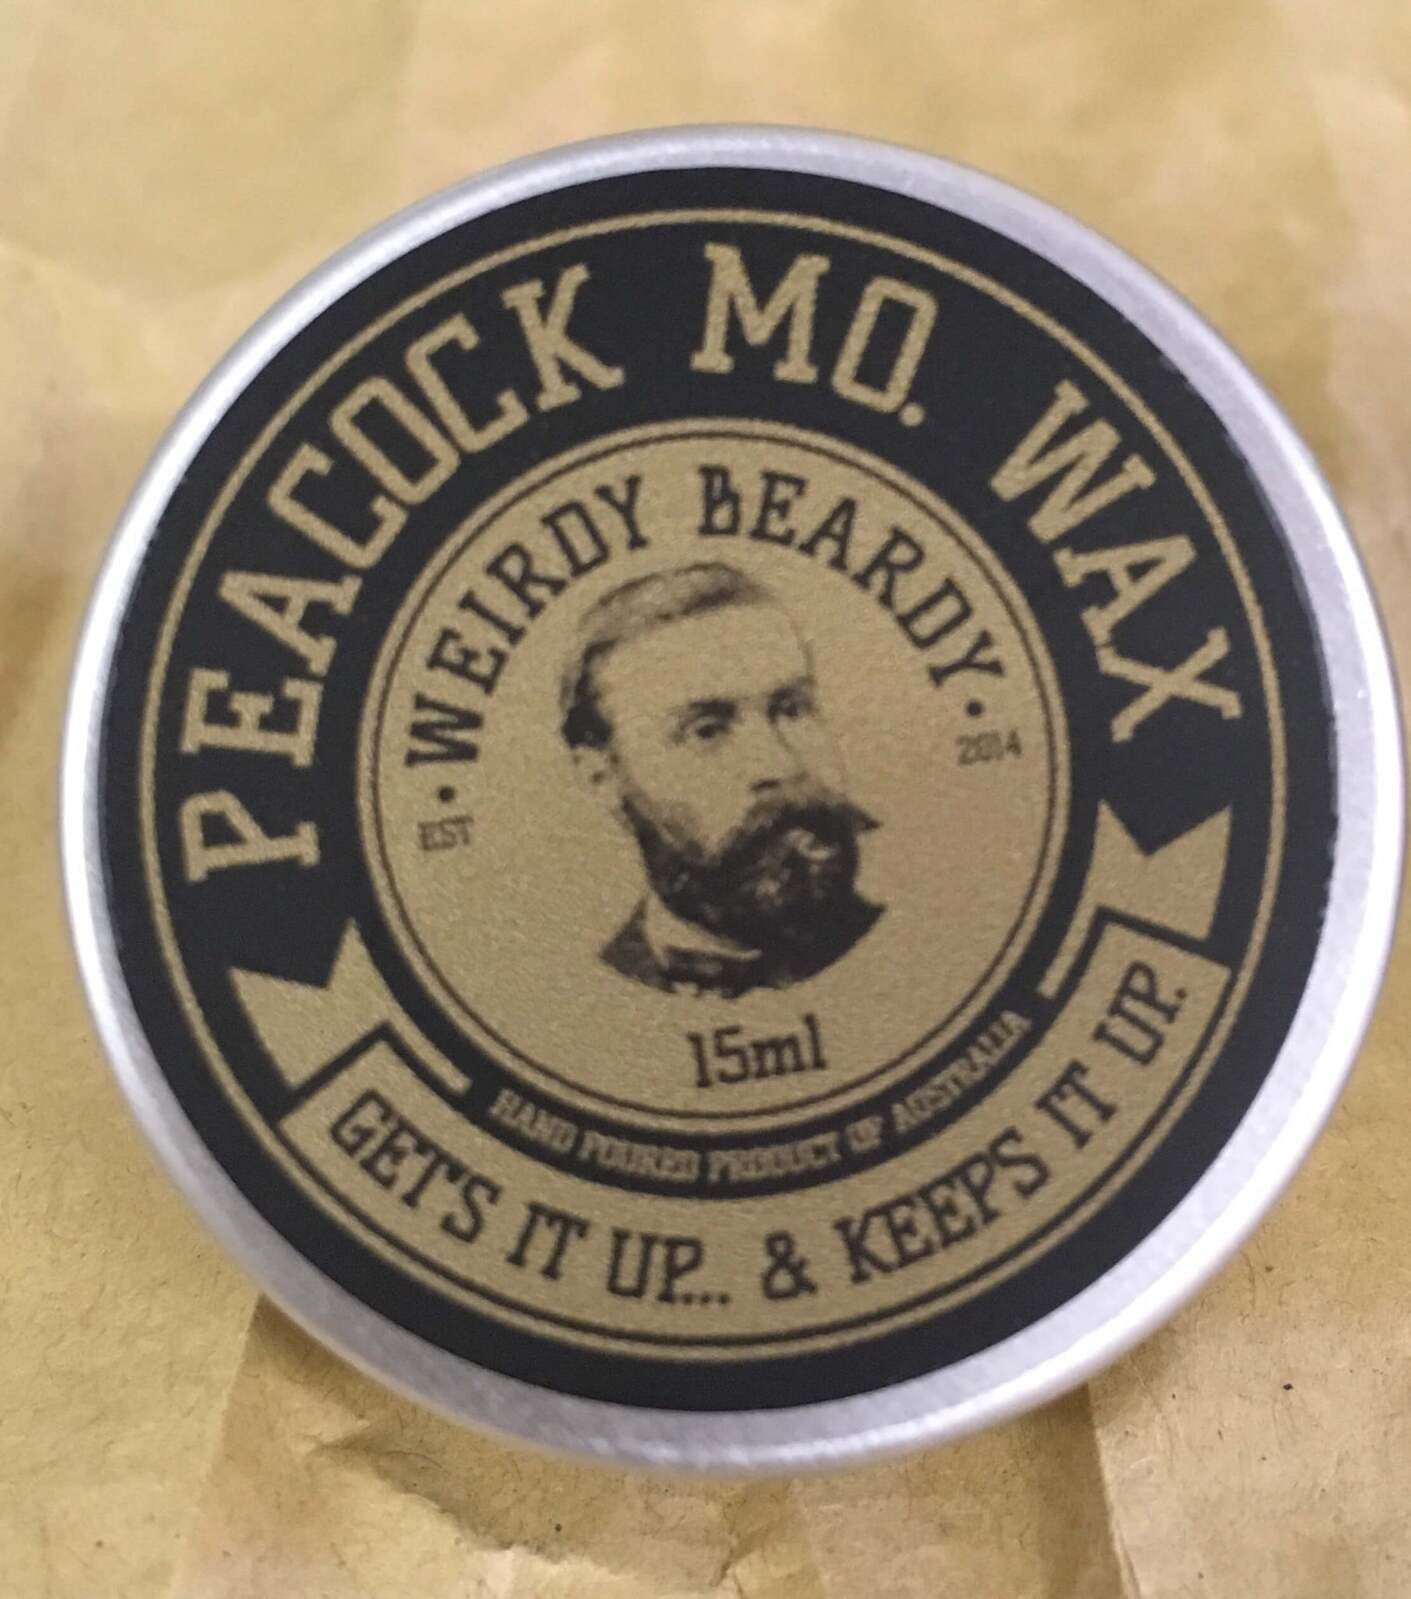 PEACOCK MO. WAX
• WEIRDY BEARDY •
EST
2014
15ml
HAND POURED PRODUCT OF AUSTRALIA
GET'S IT UP... & KEEPS IT UP.